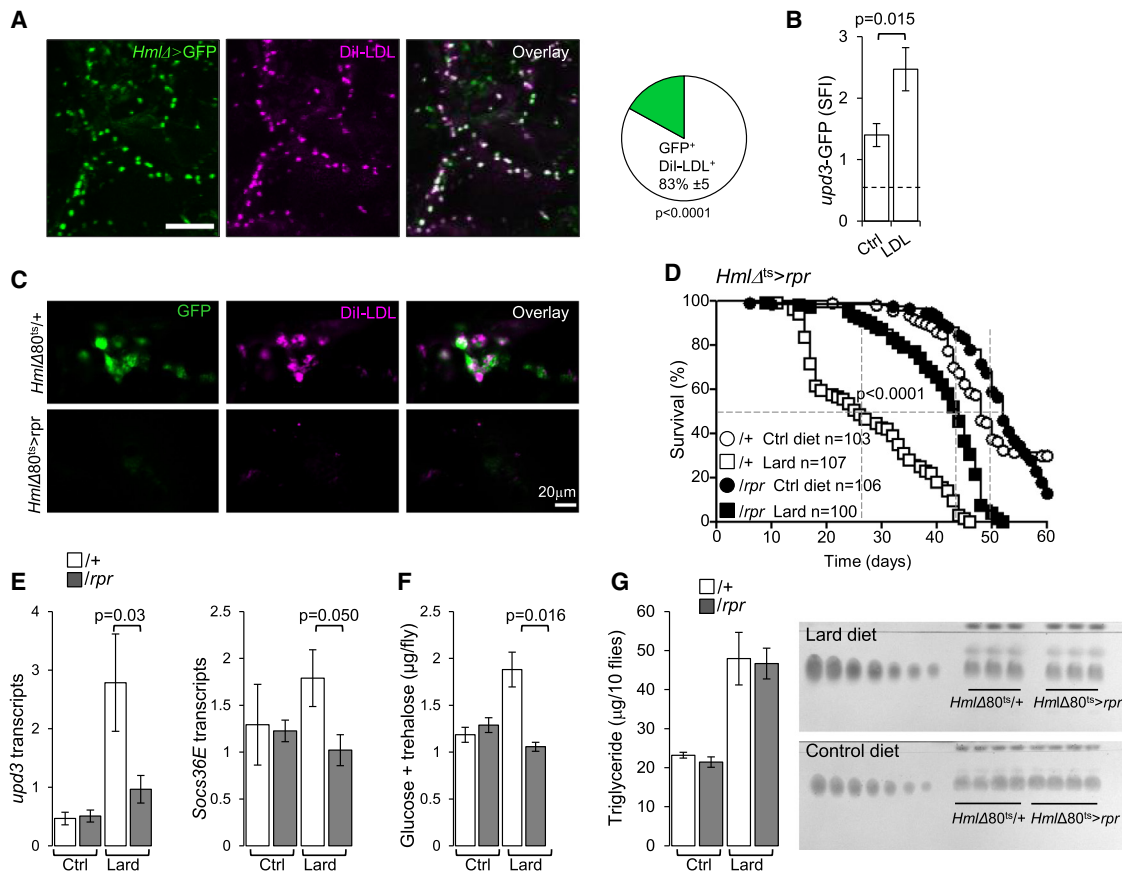 A
HmlΔ>GFP
DiI-LDL
Overlay
GFP+
DiI-LDL+
83% ±5
p<0.0001
B
p=0.015
upd3-GFP (SFI)
3
2
1
0
Ctrl
LDL
C
GFP
DiI-LDL
Overlay
HmlΔ80ts/+
HmlΔ80ts>rpr
20µm
D
HmlΔts>rpr
Survival (%)
100
80
60
40
20
0
p<0.0001
/+ Ctrl diet n=103
/+ Lard n=107
/rpr Ctrl diet n=106
/rpr Lard n=100
0 10 20 30 40 50 60
Time (days)
E
/+
/rpr
upd3 transcripts
4
3
2
1
0
p=0.03
Ctrl Lard
Socs36E transcripts
2.5
2
1.5
1
0.5
0
p=0.050
Ctrl Lard
F
Glucose + trehalose (µg/fly)
2.5
2
1.5
1
0.5
0
p=0.016
Ctrl Lard
G
/+
/rpr
Triglyceride (µg/10 flies)
60
50
40
30
20
10
0
Ctrl Lard
Lard diet
HmlΔ80ts/+ HmlΔ80ts>rpr
Control diet
HmlΔ80ts/+ HmlΔ80ts>rpr